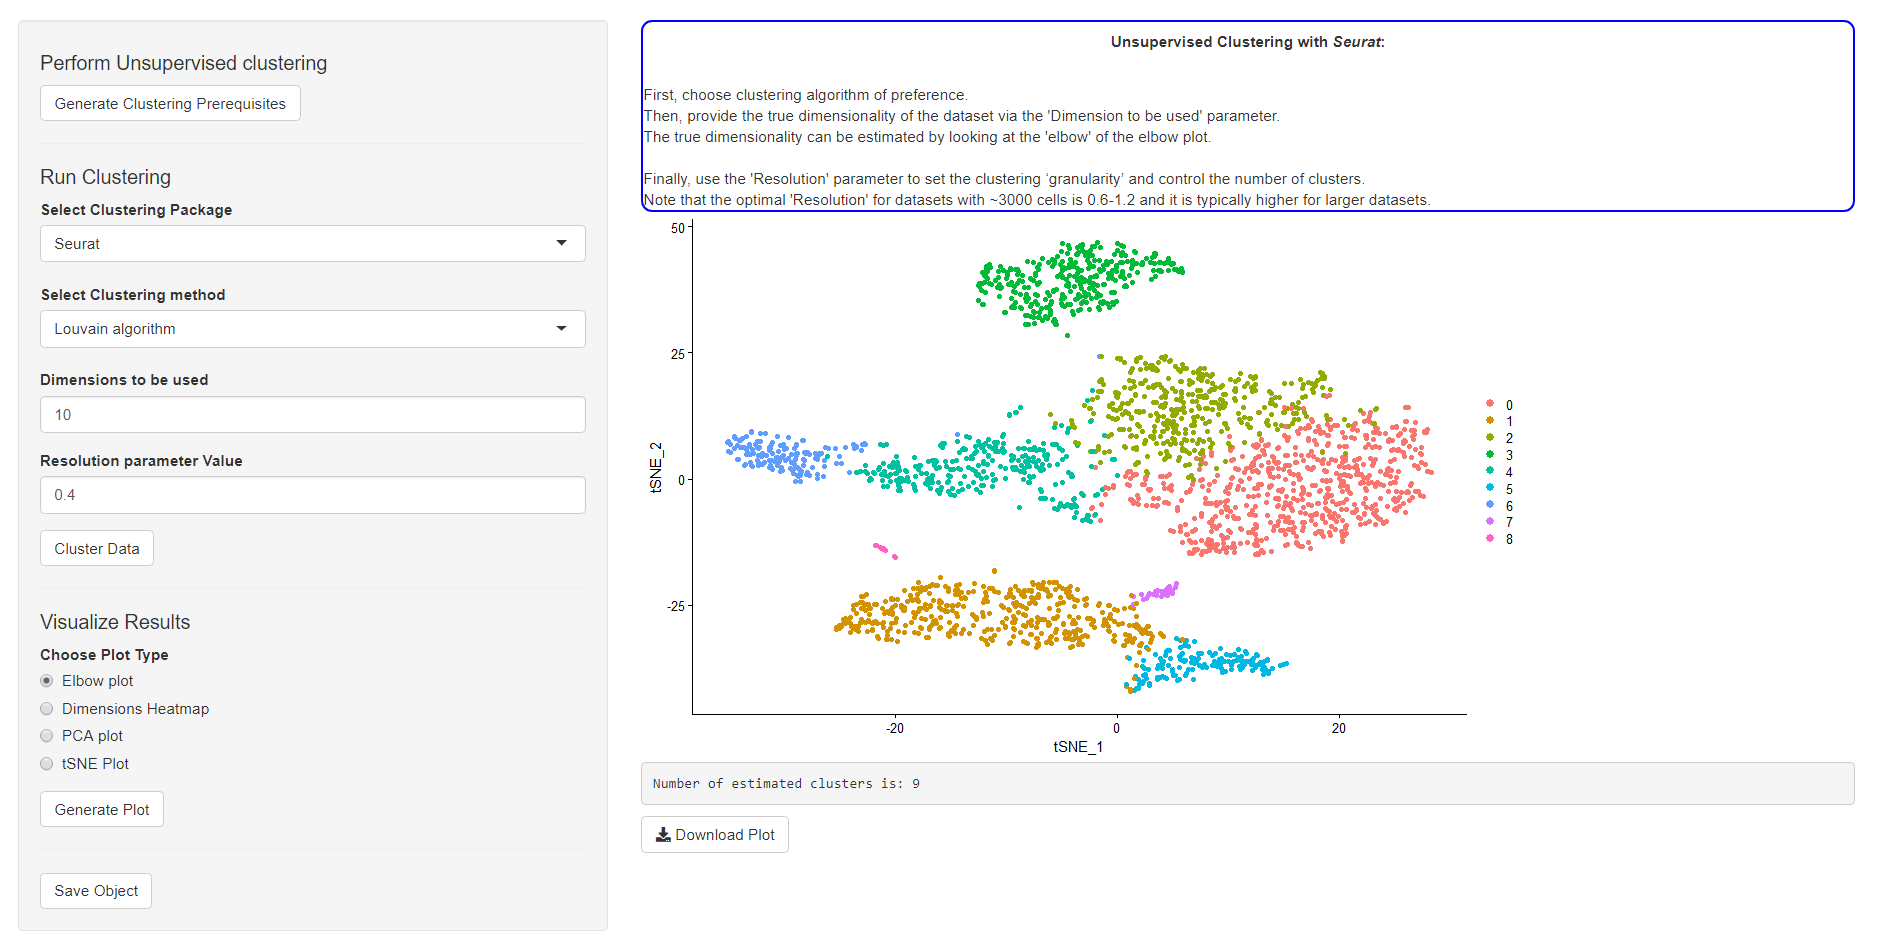 Perform Unsupervised clustering
Generate Clustering Prerequisites
Run Clustering
Select Clustering Package
Seurat
Select Clustering method
Louvain algorithm
Dimensions to be used
10
Resolution parameter Value
0.4
Cluster Data
Visualize Results
Choose Plot Type
Elbow plot
Dimensions Heatmap
PCA plot
tSNE Plot
Generate Plot
Save Object
Unsupervised Clustering with Seurat:
First, choose clustering algorithm of preference.
Then, provide the true dimensionality of the dataset via the 'Dimension to be used' parameter.
The true dimensionality can be estimated by looking at the 'elbow' of the elbow plot.
Finally, use the 'Resolution' parameter to set the clustering ‘granularity’ and control the number of clusters.
Note that the optimal 'Resolution' for datasets with ~3000 cells is 0.6-1.2 and it is typically higher for larger datasets.
50
25
0
-25
tSNE_2
-20
0
20
tSNE_1
0
1
2
3
4
5
6
7
8
Number of estimated clusters is: 9
Download Plot